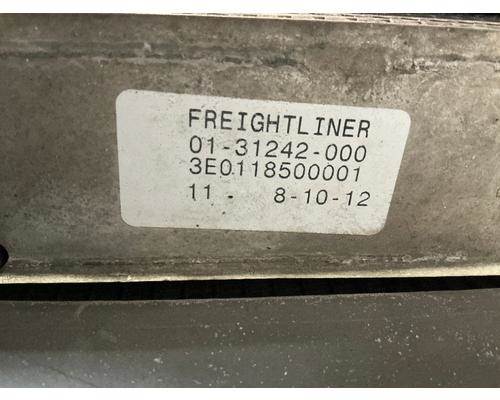 FREIGHTLINER
01-31242-000
3E0118500001
11 - 8-10-12